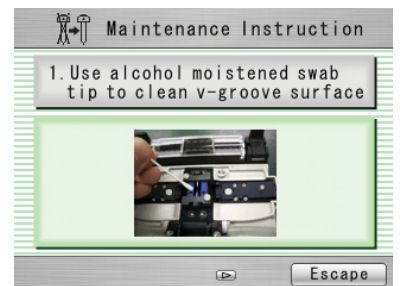 Maintenance Instruction
1.Use alcohol moistened swab
tip to clean v-groove surface
Escape